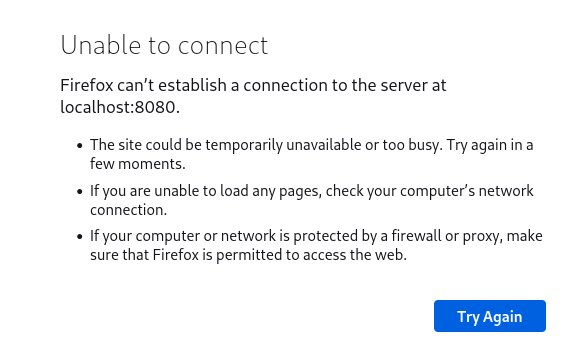 Unable to connect
Firefox can’t establish a connection to the server at
localhost:8080.
• The site could be temporarily unavailable or too busy. Try again in a
few moments.
• If you are unable to load any pages, check your computer’s network
connection.
• If your computer or network is protected by a firewall or proxy, make
sure that Firefox is permitted to access the web.
Try Again